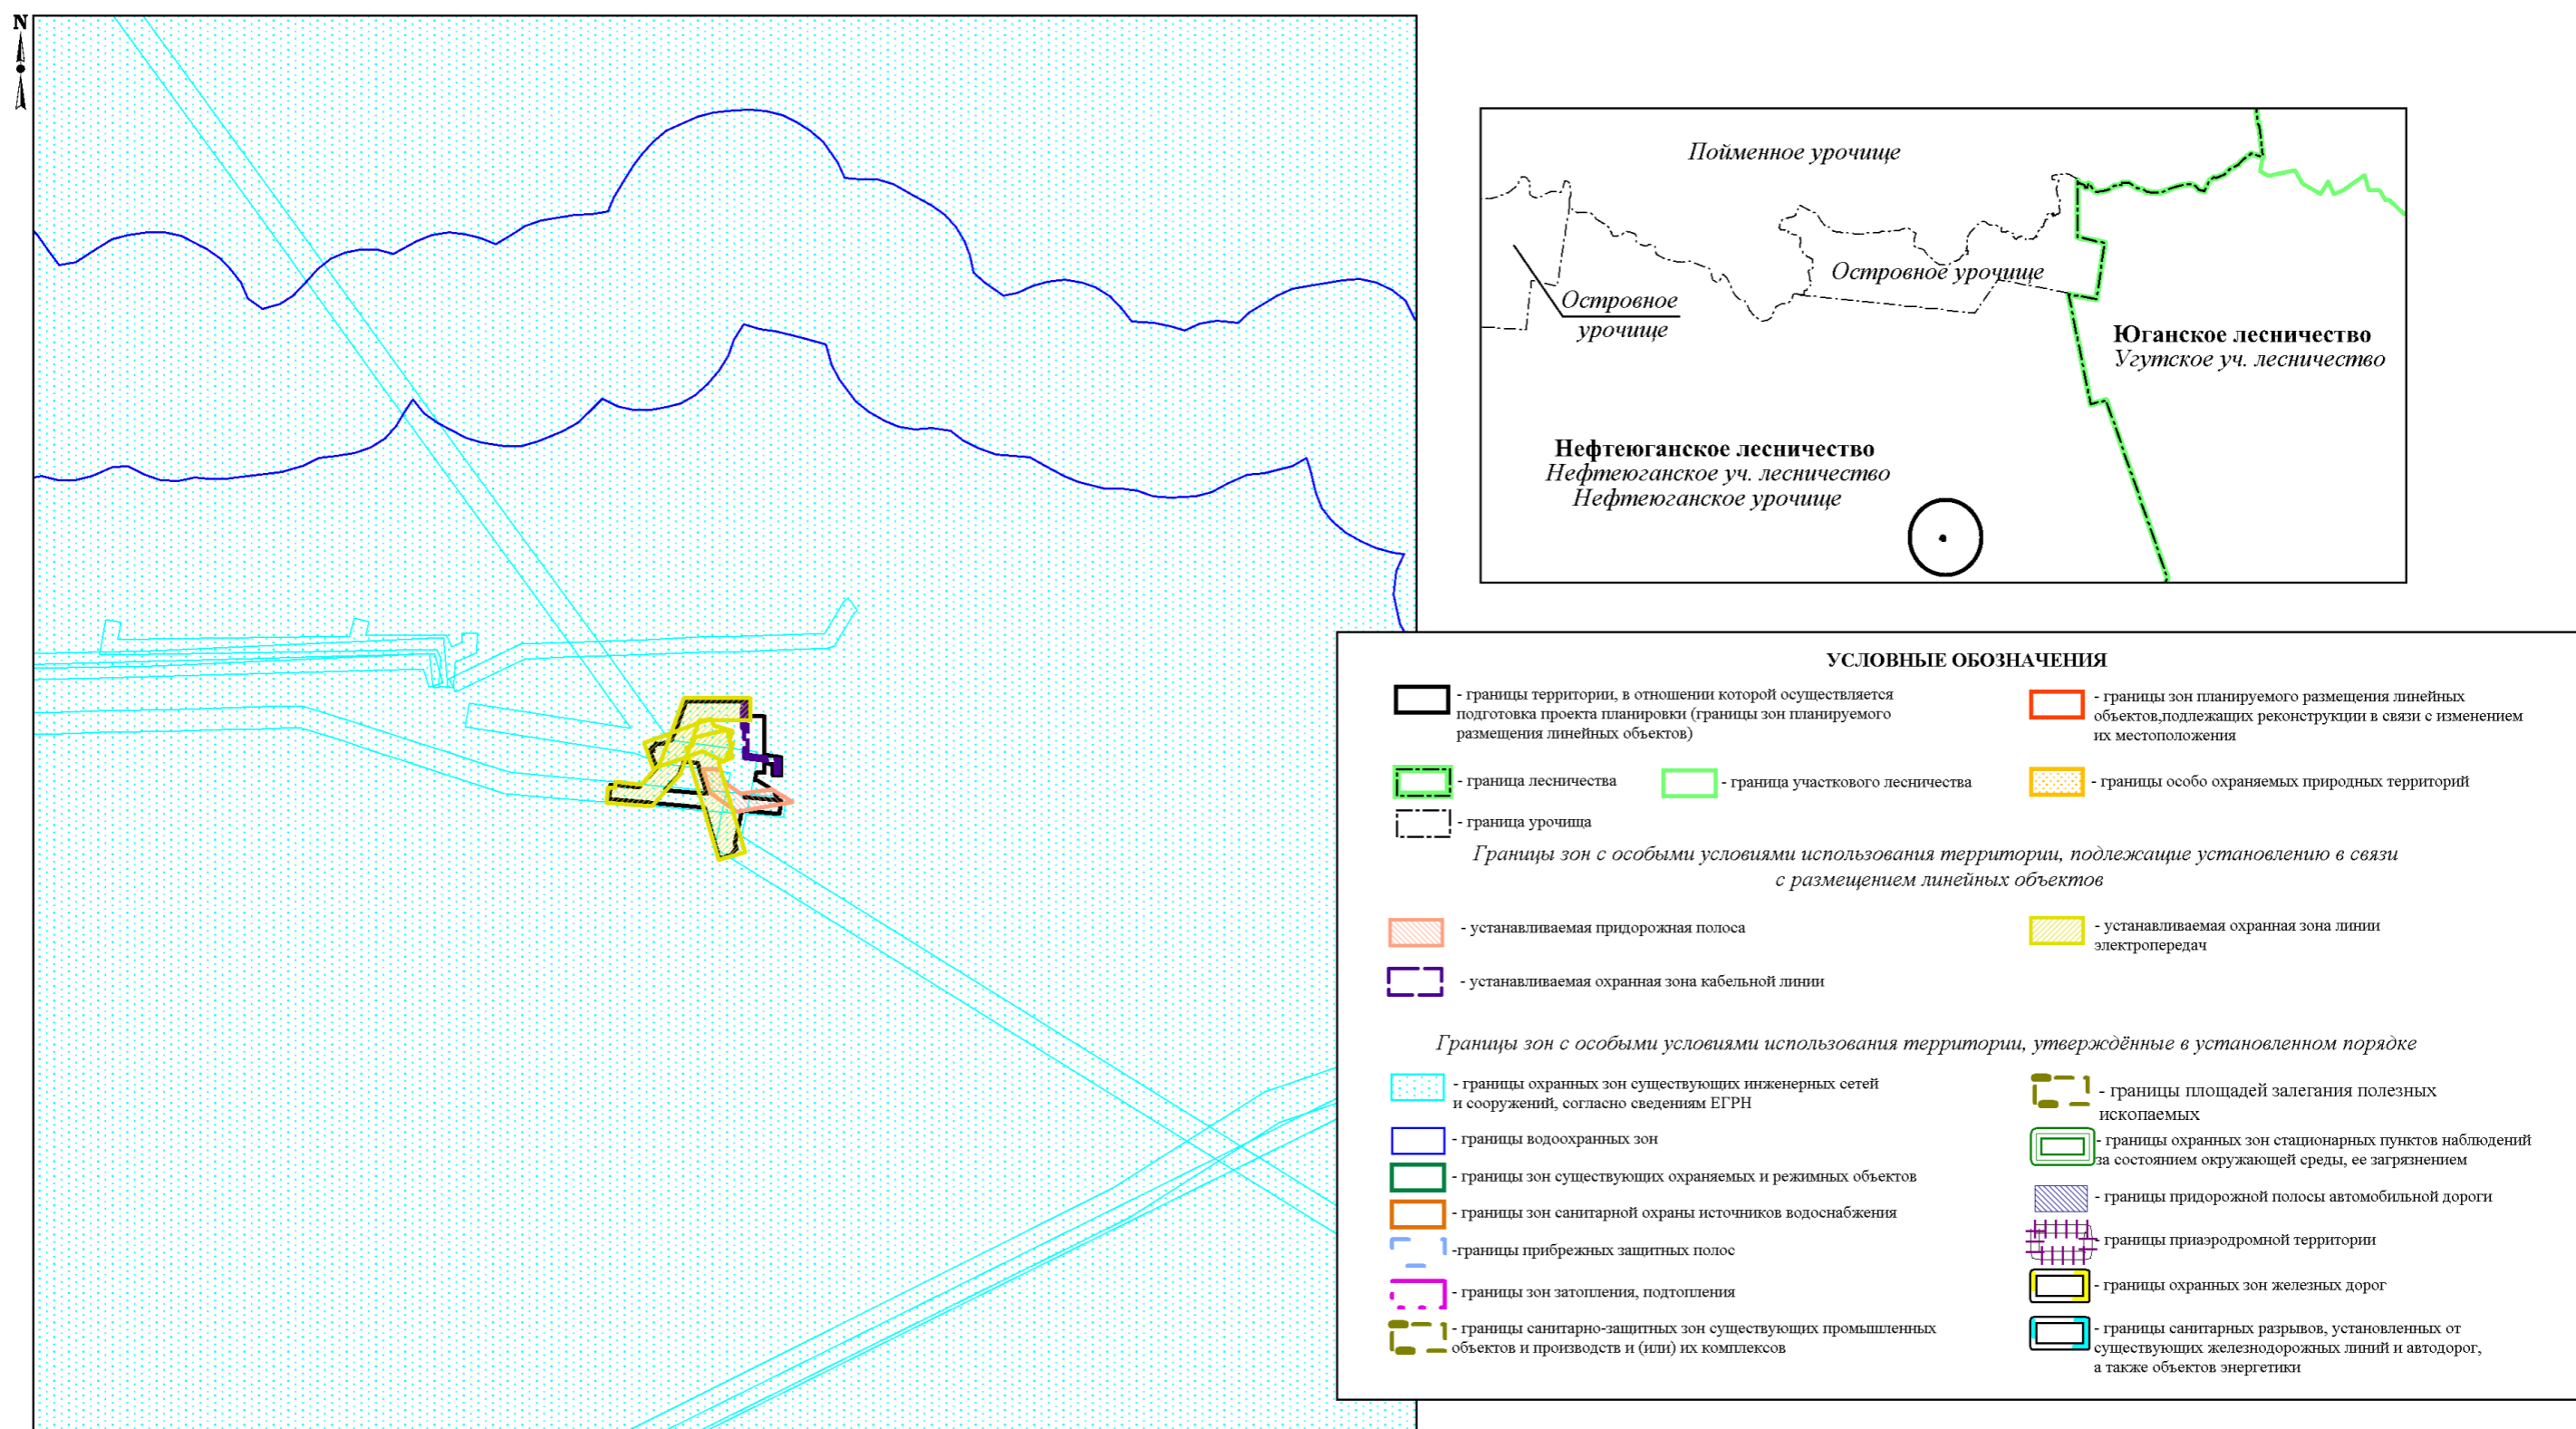 N
Пойменное урочище
Островное урочище
Островное
урочище
Юганское лесничество
Угутское уч. лесничество
Нефтеюганское лесничество
Нефтеюганское уч. лесничество
Нефтеюганское урочище
УСЛОВНЫЕ ОБОЗНАЧЕНИЯ
- границы территории, в отношении которой осуществляется
подготовка проекта планировки (границы зон планируемого
размещения линейных объектов)
- границы зон планируемого размещения линейных
объектов,подлежащих реконструкции в связи с изменением
их местоположения
- граница лесничества
- граница участкового лесничества
- границы особо охраняемых природных территорий
- граница урочища
Границы зон с особыми условиями использования территории, подлежащие установлению в связи
с размещением линейных объектов
- устанавливаемая придорожная полоса
- устанавливаемая охранная зона линии
электропередач
- устанавливаемая охранная зона кабельной линии
Границы зон с особыми условиями использования территории, утверждённые в установленном порядке
- границы охранных зон существующих инженерных сетей
и сооружений, согласно сведениям ЕГРН
- границы площадей залегания полезных
ископаемых
- границы водоохранных зон
- границы охранных зон стационарных пунктов наблюдений
за состоянием окружающей среды, ее загрязнением
- границы зон существующих охраняемых и режимных объектов
- границы придорожной полосы автомобильной дороги
- границы зон санитарной охраны источников водоснабжения
- границы приаэродромной территории
-границы прибрежных защитных полос
- границы охранных зон железных дорог
- границы зон затопления, подтопления
- границы санитарно-защитных зон существующих промышленных
объектов и производств и (или) их комплексов
- границы санитарных разрывов, установленных от
существующих железнодорожных линий и автодорог,
а также объектов энергетики